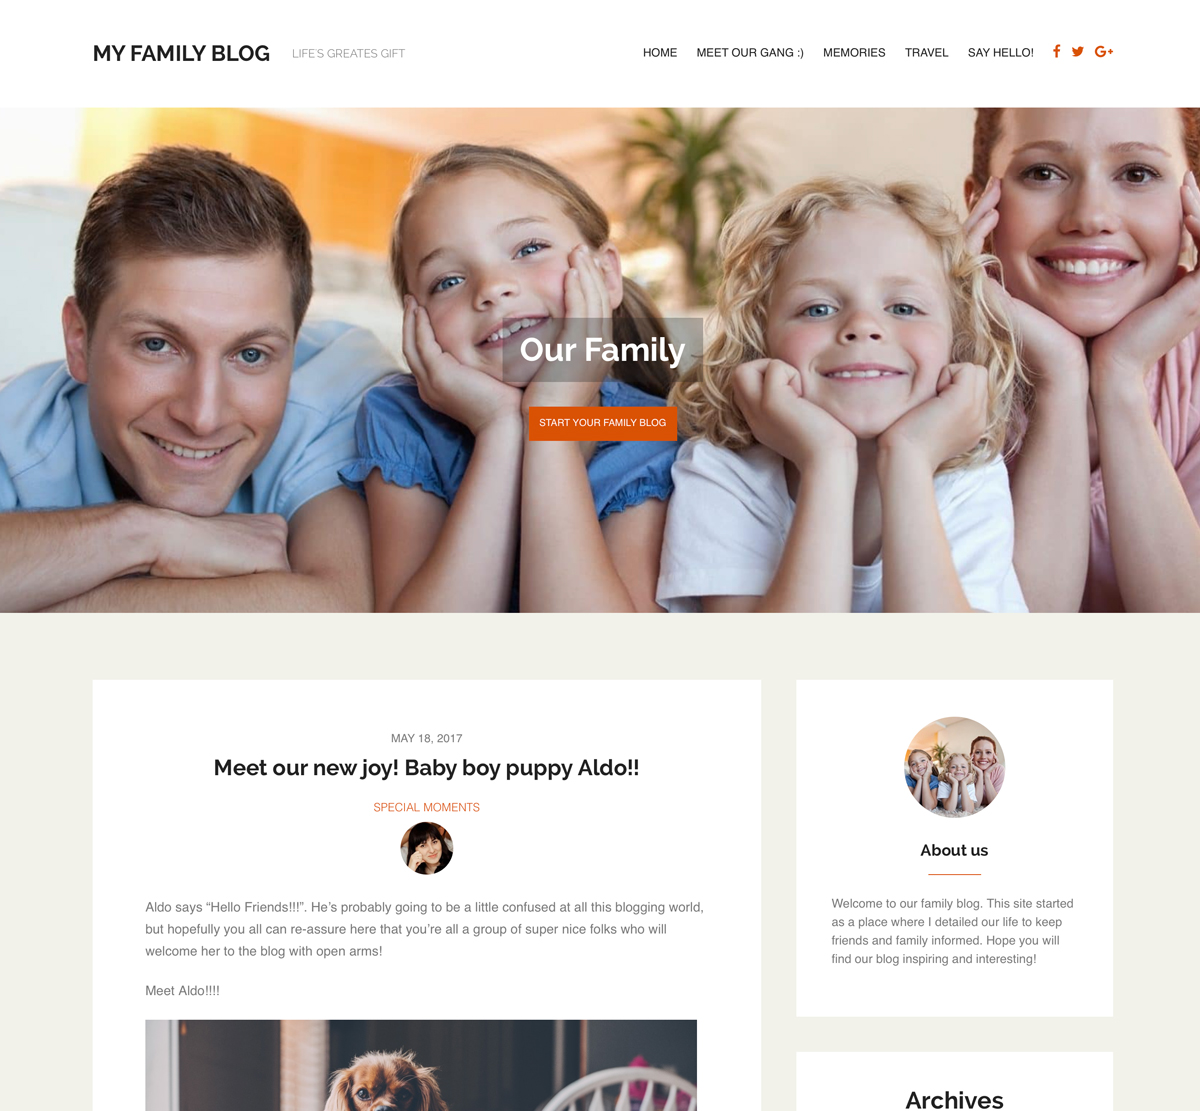 MY FAMILY BLOG
LIFE'S GREATES GIFT
HOME MEET OUR GANG :) MEMORIES TRAVEL SAY HELLO!
Our Family
START YOUR FAMILY BLOG
MAY 18, 2017
Meet our new joy! Baby boy puppy Aldo!!
SPECIAL MOMENTS
Aldo says “Hello Friends!!!”. He’s probably going to be a little confused at all this blogging world,
but hopefully you all can re-assure here that you’re all a group of super nice folks who will
welcome her to the blog with open arms!
Meet Aldo!!!!
About us
Welcome to our family blog. This site started
as a place where I detailed our life to keep
friends and family informed. Hope you will
find our blog inspiring and interesting!
Archives